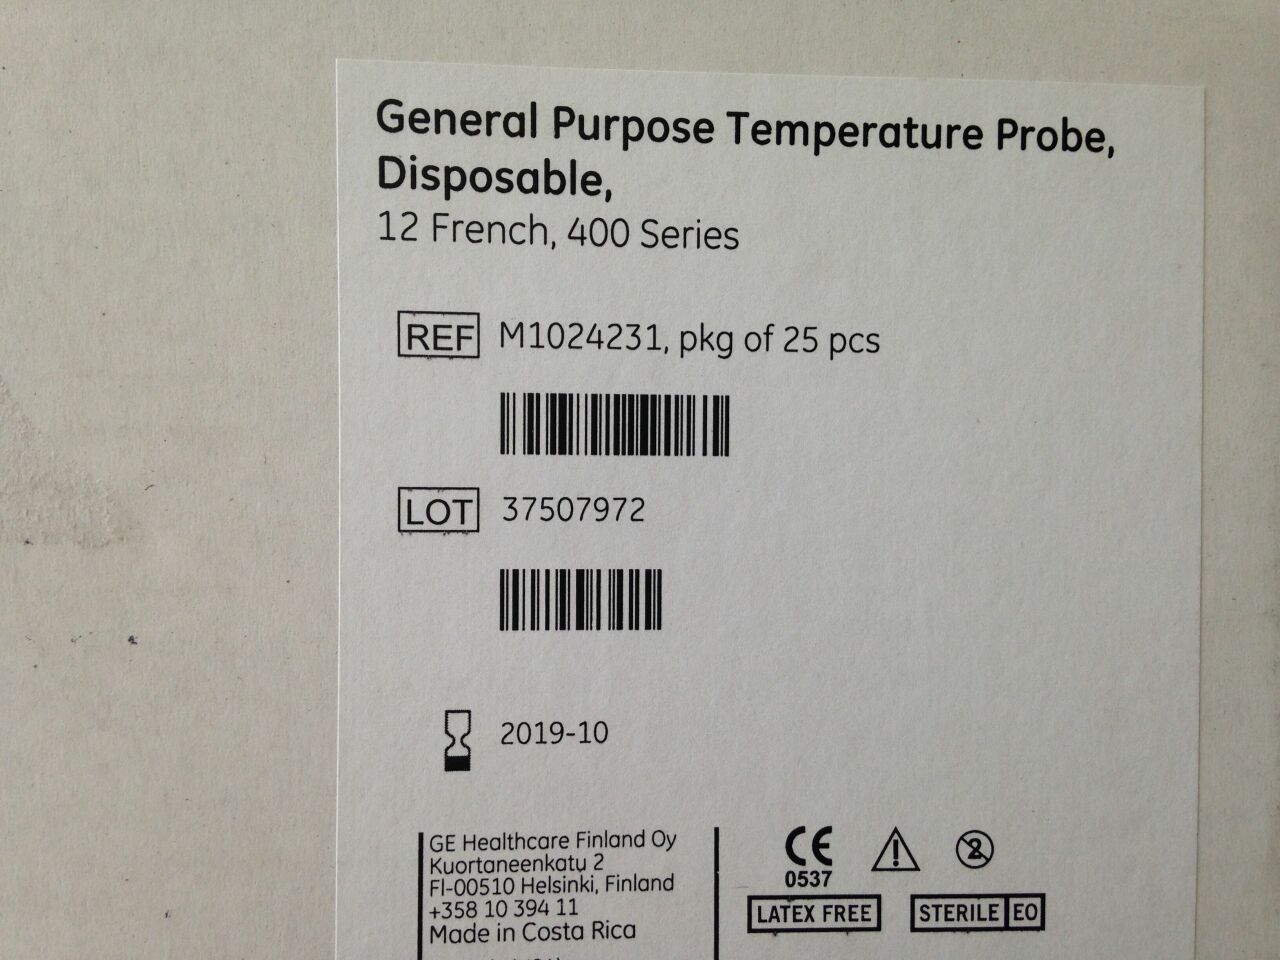 General Purpose Temperature Probe,
Disposable,
12 French, 400 Series
REF M1024231, pkg of 25 pcs
LOT 37507972
2019-10
GE Healthcare Finland Oy
Kuortaneenkatu 2
FI-00510 Helsinki, Finland
+358 10 394 11
Made in Costa Rica
CE
0537
2
LATEX FREE
STERILE EO